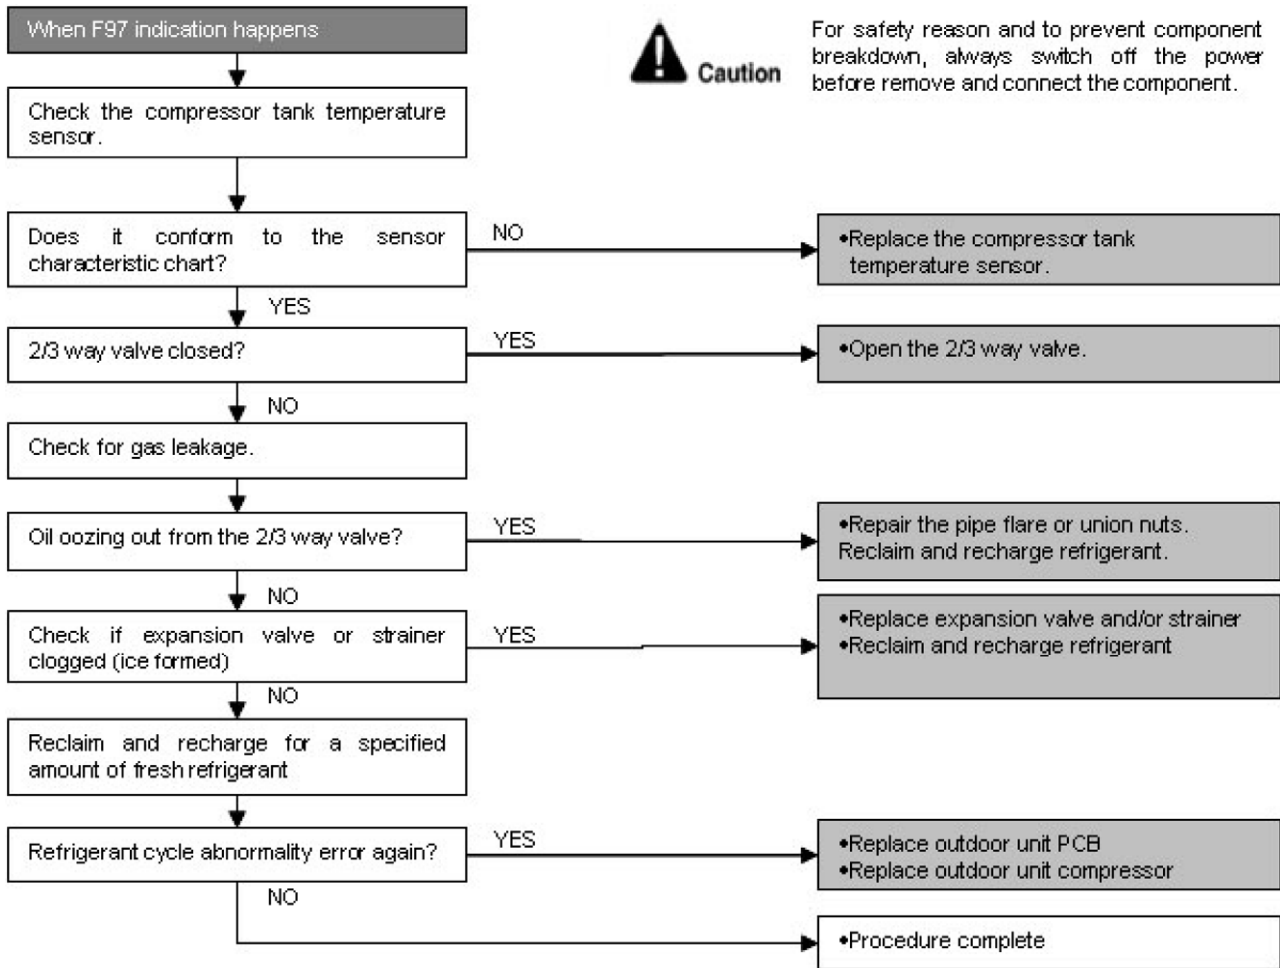 When F97 indication happens
Caution
For safety reason and to prevent component
breakdown, always switch off the power
before remove and connect the component.
Check the compressor tank temperature
sensor.
Does it conform to the sensor
characteristic chart?
NO
•Replace the compressor tank
temperature sensor.
YES
2/3 way valve closed?
YES
•Open the 2/3 way valve.
NO
Check for gas leakage.
Oil oozing out from the 2/3 way valve?
YES
•Repair the pipe flare or union nuts.
Reclaim and recharge refrigerant.
NO
Check if expansion valve or strainer
clogged (ice formed)
YES
•Replace expansion valve and/or strainer
•Reclaim and recharge refrigerant
NO
Reclaim and recharge for a specified
amount of fresh refrigerant
Refrigerant cycle abnormality error again?
YES
•Replace outdoor unit PCB
•Replace outdoor unit compressor
NO
•Procedure complete